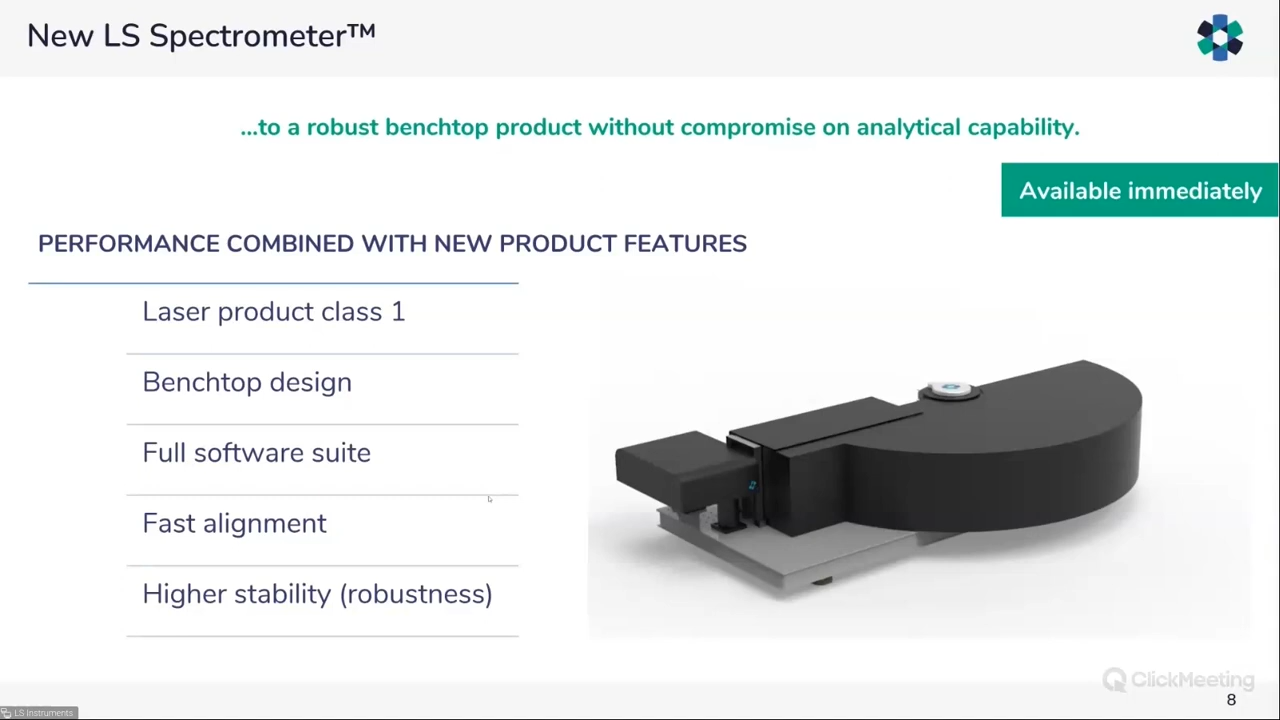 New LS Spectrometer™
...to a robust benchtop product without compromise on analytical capability.
Available immediately
PERFORMANCE COMBINED WITH NEW PRODUCT FEATURES
Laser product class 1
Benchtop design
Full software suite
Fast alignment
Higher stability (robustness)
ClickMeeting
8
LS Instruments